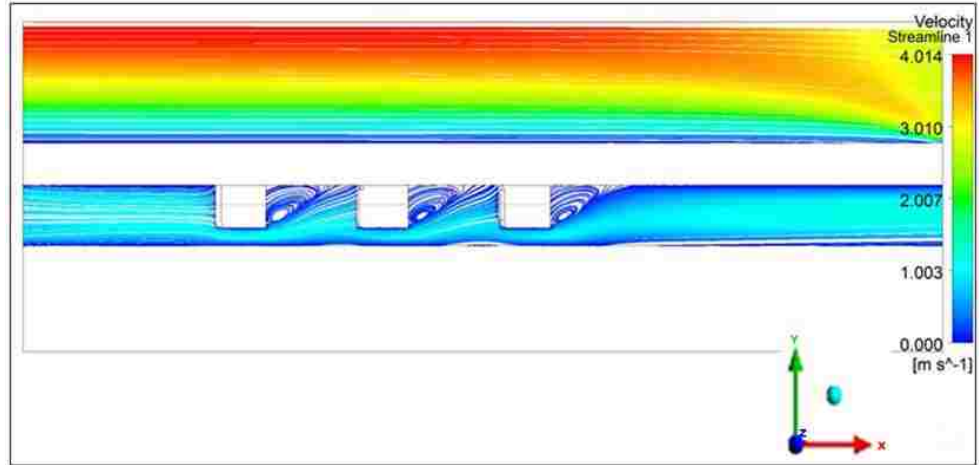 Velocity
Streamline 1
4.014
3.010
2.007
1.003
0.000
[m s^-1]
Y
Z
X